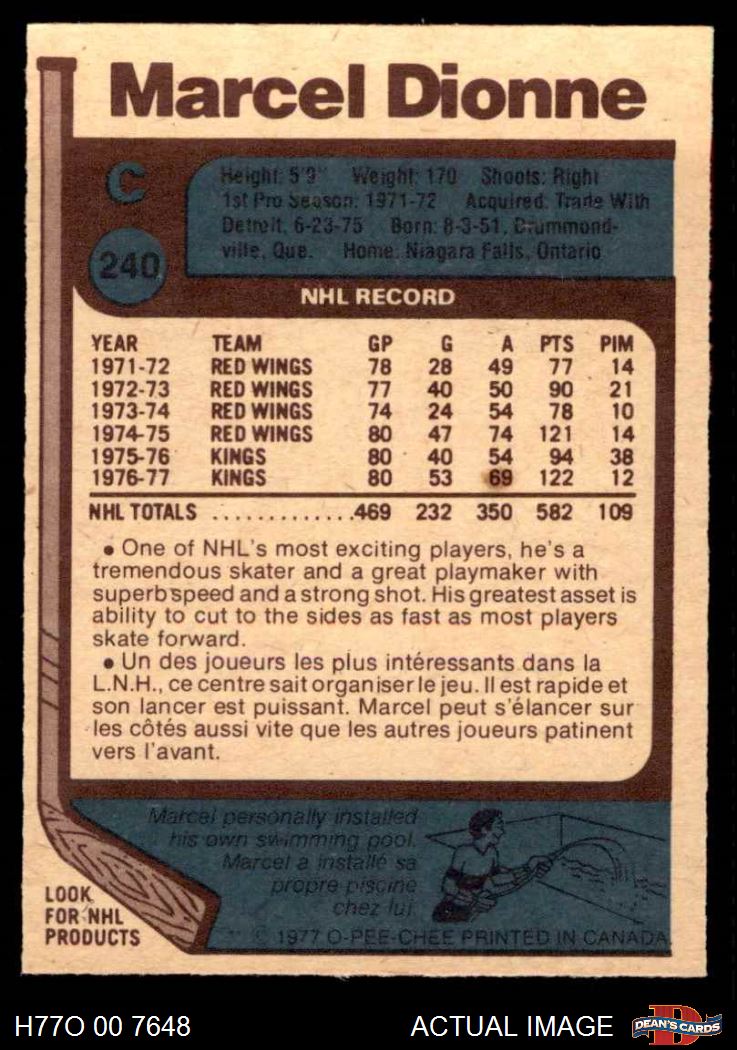 Marcel Dionne
C
240
Height: 5'9" Weight: 170 Shoots: Right
1st Pro Season: 1971-72 Acquired: Trade With
Detroit, 6-23-75 Born: 8-3-51, Drummond-
ville, Que. Home: Niagara Falls, Ontario
NHL RECORD
YEAR TEAM GP G A PTS PIM
1971-72 RED WINGS 78 28 49 77 14
1972-73 RED WINGS 77 40 50 90 21
1973-74 RED WINGS 74 24 54 78 10
1974-75 RED WINGS 80 47 74 121 14
1975-76 KINGS 80 40 54 94 38
1976-77 KINGS 80 53 69 122 12
NHL TOTALS .............469 232 350 582 109
• One of NHL's most exciting players, he's a
tremendous skater and a great playmaker with
superb speed and a strong shot. His greatest asset is
ability to cut to the sides as fast as most players
skate forward.
• Un des joueurs les plus intéressants dans la
L.N.H., ce centre sait organiser le jeu. Il est rapide et
son lancer est puissant. Marcel peut s'élancer sur
les côtés aussi vite que les autres joueurs patinent
vers l'avant.
Marcel personally installed
his own swimming pool.
Marcel a installé sa
propre piscine
chez lui.
LOOK
FOR NHL
PRODUCTS
© 1977 O-PEE-CHEE PRINTED IN CANADA
H77O 00 7648 ACTUAL IMAGE
DEAN'S CARDS